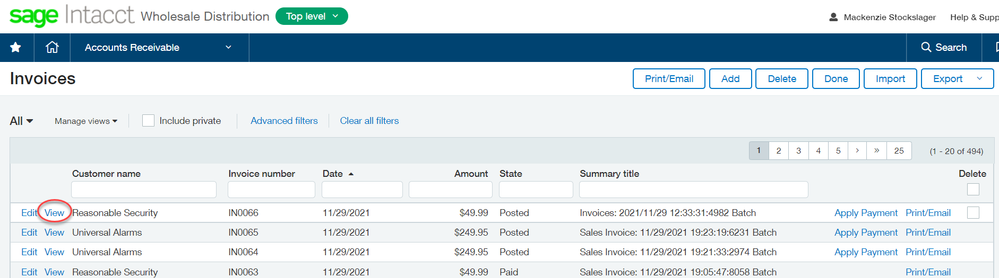 sage Intacct Wholesale Distribution Top level
Mackenzie Stockslager Help & Supp
Accounts Receivable Search
Invoices Print/Email Add Delete Done Import Export
All Manage views Include private Advanced filters Clear all filters
1 2 3 4 5 › » 25 (1 - 20 of 494)
Customer name Invoice number Date Amount State Summary title Delete
Edit View Reasonable Security IN0066 11/29/2021 $49.99 Posted Invoices: 2021/11/29 12:33:31:4982 Batch Apply Payment Print/Email
Edit View Universal Alarms IN0065 11/29/2021 $249.95 Posted Sales Invoice: 11/29/2021 19:23:19:6231 Batch Apply Payment Print/Email
Edit View Universal Alarms IN0064 11/29/2021 $249.95 Posted Sales Invoice: 11/29/2021 19:21:33:2974 Batch Apply Payment Print/Email
Edit View Reasonable Security IN0063 11/29/2021 $49.99 Paid Sales Invoice: 11/29/2021 19:05:47:8058 Batch Print/Email